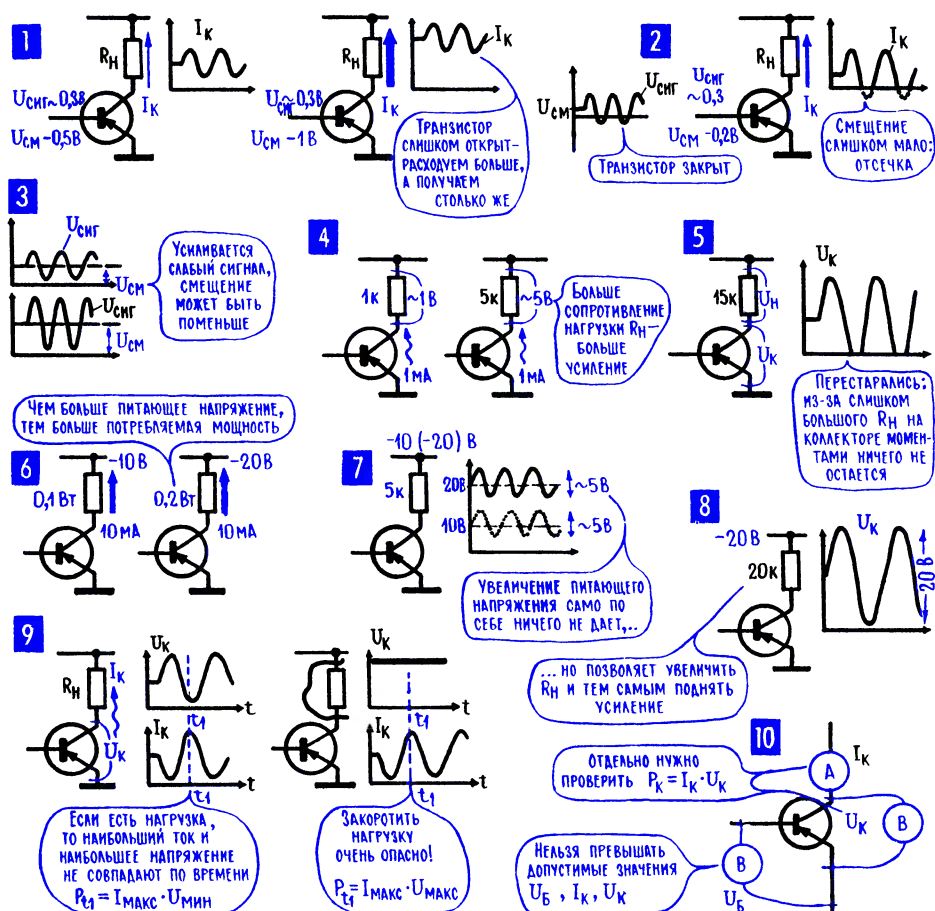 1
Rн
Iк
Uсиг~0,3В
Uсм-0,5В
Iк
Rн
Iк
Uсиг~0,3В
Uсм-1В
Iк
Транзистор
слишком открыт-
расходуем больше,
а получаем
столько же
2
Uсм
Uсиг
Транзистор закрыт
Rн
Uсиг
~0,3
Uсм-0,2В
Iк
Iк
Смещение
слишком мало:
отсечка
3
Uсиг
Uсм
Uсиг
Uсм
Усиливается
слабый сигнал,
смещение
может быть
поменьше
4
1к
~1В
1мА
5к
~5В
1мА
Больше
сопротивление
нагрузки Rн—
больше
усиление
5
15к
Uн
Uк
Uк
Перестарались:
из-за слишком
большого Rн на
коллекторе момен-
тами ничего не
остается
Чем больше питающее напряжение,
тем больше потребляемая мощность
6
-10В
0,1Вт
10мА
-20В
0,2Вт
10мА
7
-10 (-20) В
5к
20В
~5В
10В
~5В
Увеличение питающего
напряжения само по
себе ничего не дает,..
8
-20В
20к
Uк
20 В
... но позволяет увеличить
Rн и тем самым поднять
усиление
9
Rн
Iк
Uк
Uк
t
t1
Iк
t
t1
Если есть нагрузка,
то наибольший ток и
наибольшее напряжение
не совпадают по времени
Pt1=Iмакс·Uмин
Uк
t
t1
Iк
t
t1
Закоротить
нагрузку
очень опасно!
Pt1=Iмакс·Uмакс
10
Iк
А
Отдельно нужно
проверить Pк=Iк·Uк
Uк
В
В
Uб
Нельзя превышать
допустимые значения
Uб, Iк, Uк